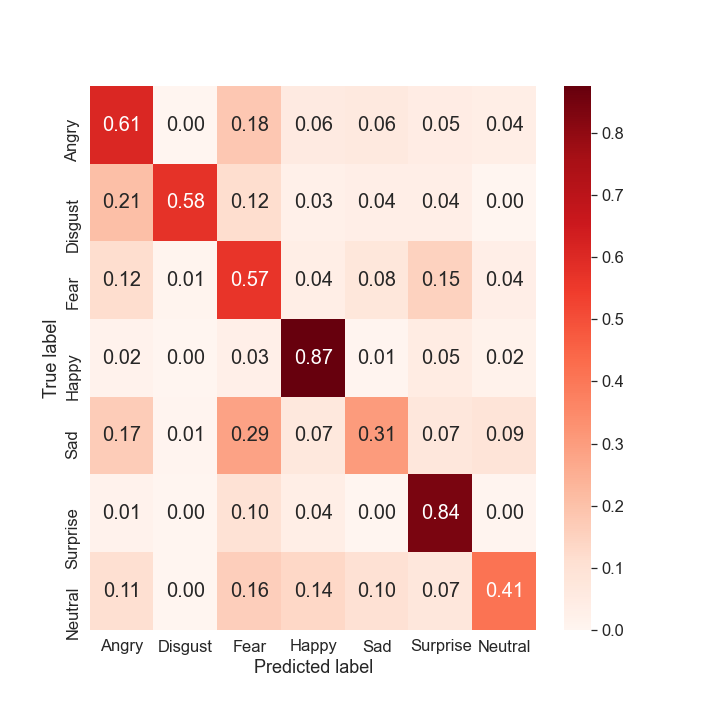 Angry 0.61 0.00 0.18 0.06 0.06 0.05 0.04
Disgust 0.21 0.58 0.12 0.03 0.04 0.04 0.00
Fear 0.12 0.01 0.57 0.04 0.08 0.15 0.04
Happy 0.02 0.00 0.03 0.87 0.01 0.05 0.02
Sad 0.17 0.01 0.29 0.07 0.31 0.07 0.09
Surprise 0.01 0.00 0.10 0.04 0.00 0.84 0.00
Neutral 0.11 0.00 0.16 0.14 0.10 0.07 0.41
True label
Angry Disgust Fear Happy Sad Surprise Neutral
Predicted label
0.8
0.7
0.6
0.5
0.4
0.3
0.2
0.1
0.0